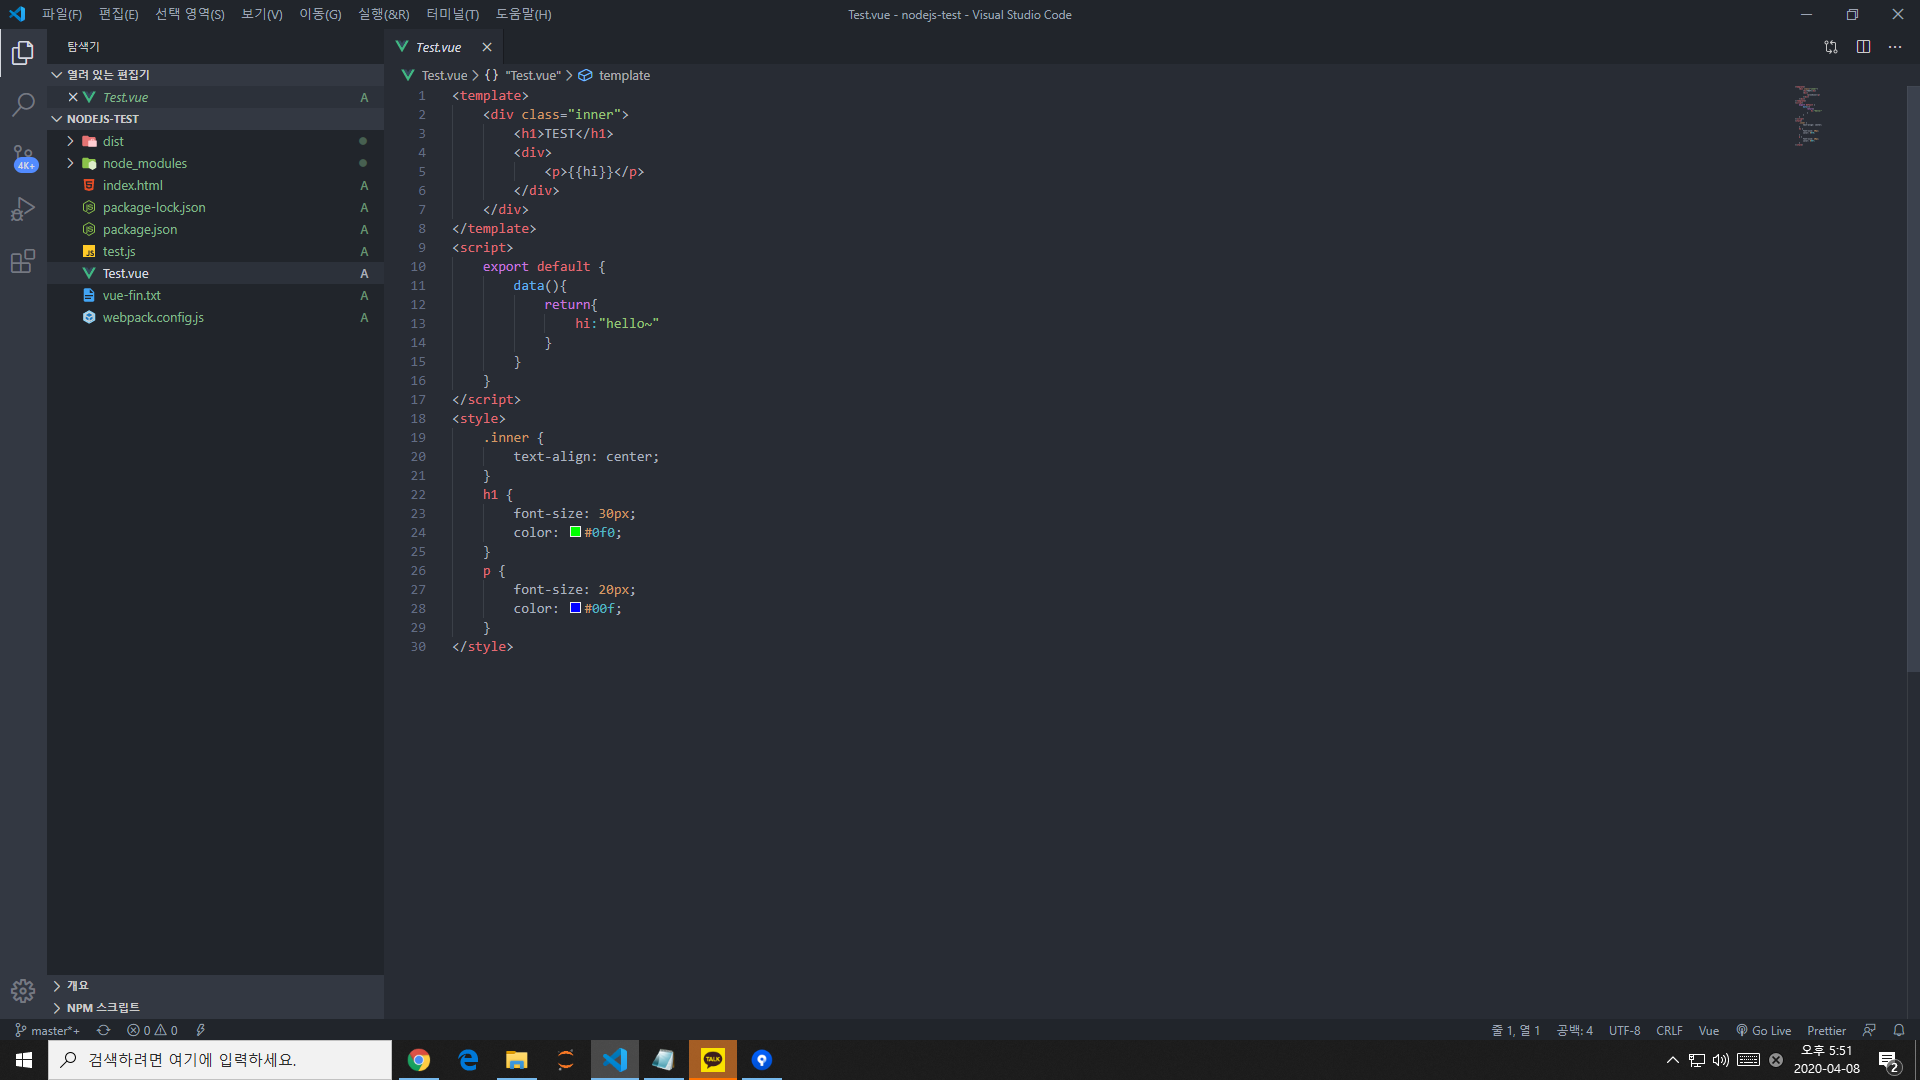 파일(F) 편집(E) 선택 영역(S) 보기(V) 이동(G) 실행(&R) 터미널(T) 도움말(H)
Test.vue - nodejs-test - Visual Studio Code
탐색기
열려 있는 편집기
Test.vue A
NODEJS-TEST
dist
node_modules
index.html A
package-lock.json A
package.json A
test.js A
Test.vue A
vue-fin.txt A
webpack.config.js A
4K+
개요
NPM 스크립트
Test.vue
Test.vue > {} "Test.vue" > template
1 <template>
2 <div class="inner">
3 <h1>TEST</h1>
4 <div>
5 <p>{{hi}}</p>
6 </div>
7 </div>
8 </template>
9 <script>
10 export default {
11 data(){
12 return{
13 hi:"hello~"
14 }
15 }
16 }
17 </script>
18 <style>
19 .inner {
20 text-align: center;
21 }
22 h1 {
23 font-size: 30px;
24 color: #0f0;
25 }
26 p {
27 font-size: 20px;
28 color: #00f;
29 }
30 </style>
master*+ 0 0
줄 1, 열 1 공백: 4 UTF-8 CRLF Vue Go Live Prettier
검색하려면 여기에 입력하세요.
TALK
오후 5:51
2020-04-08
2